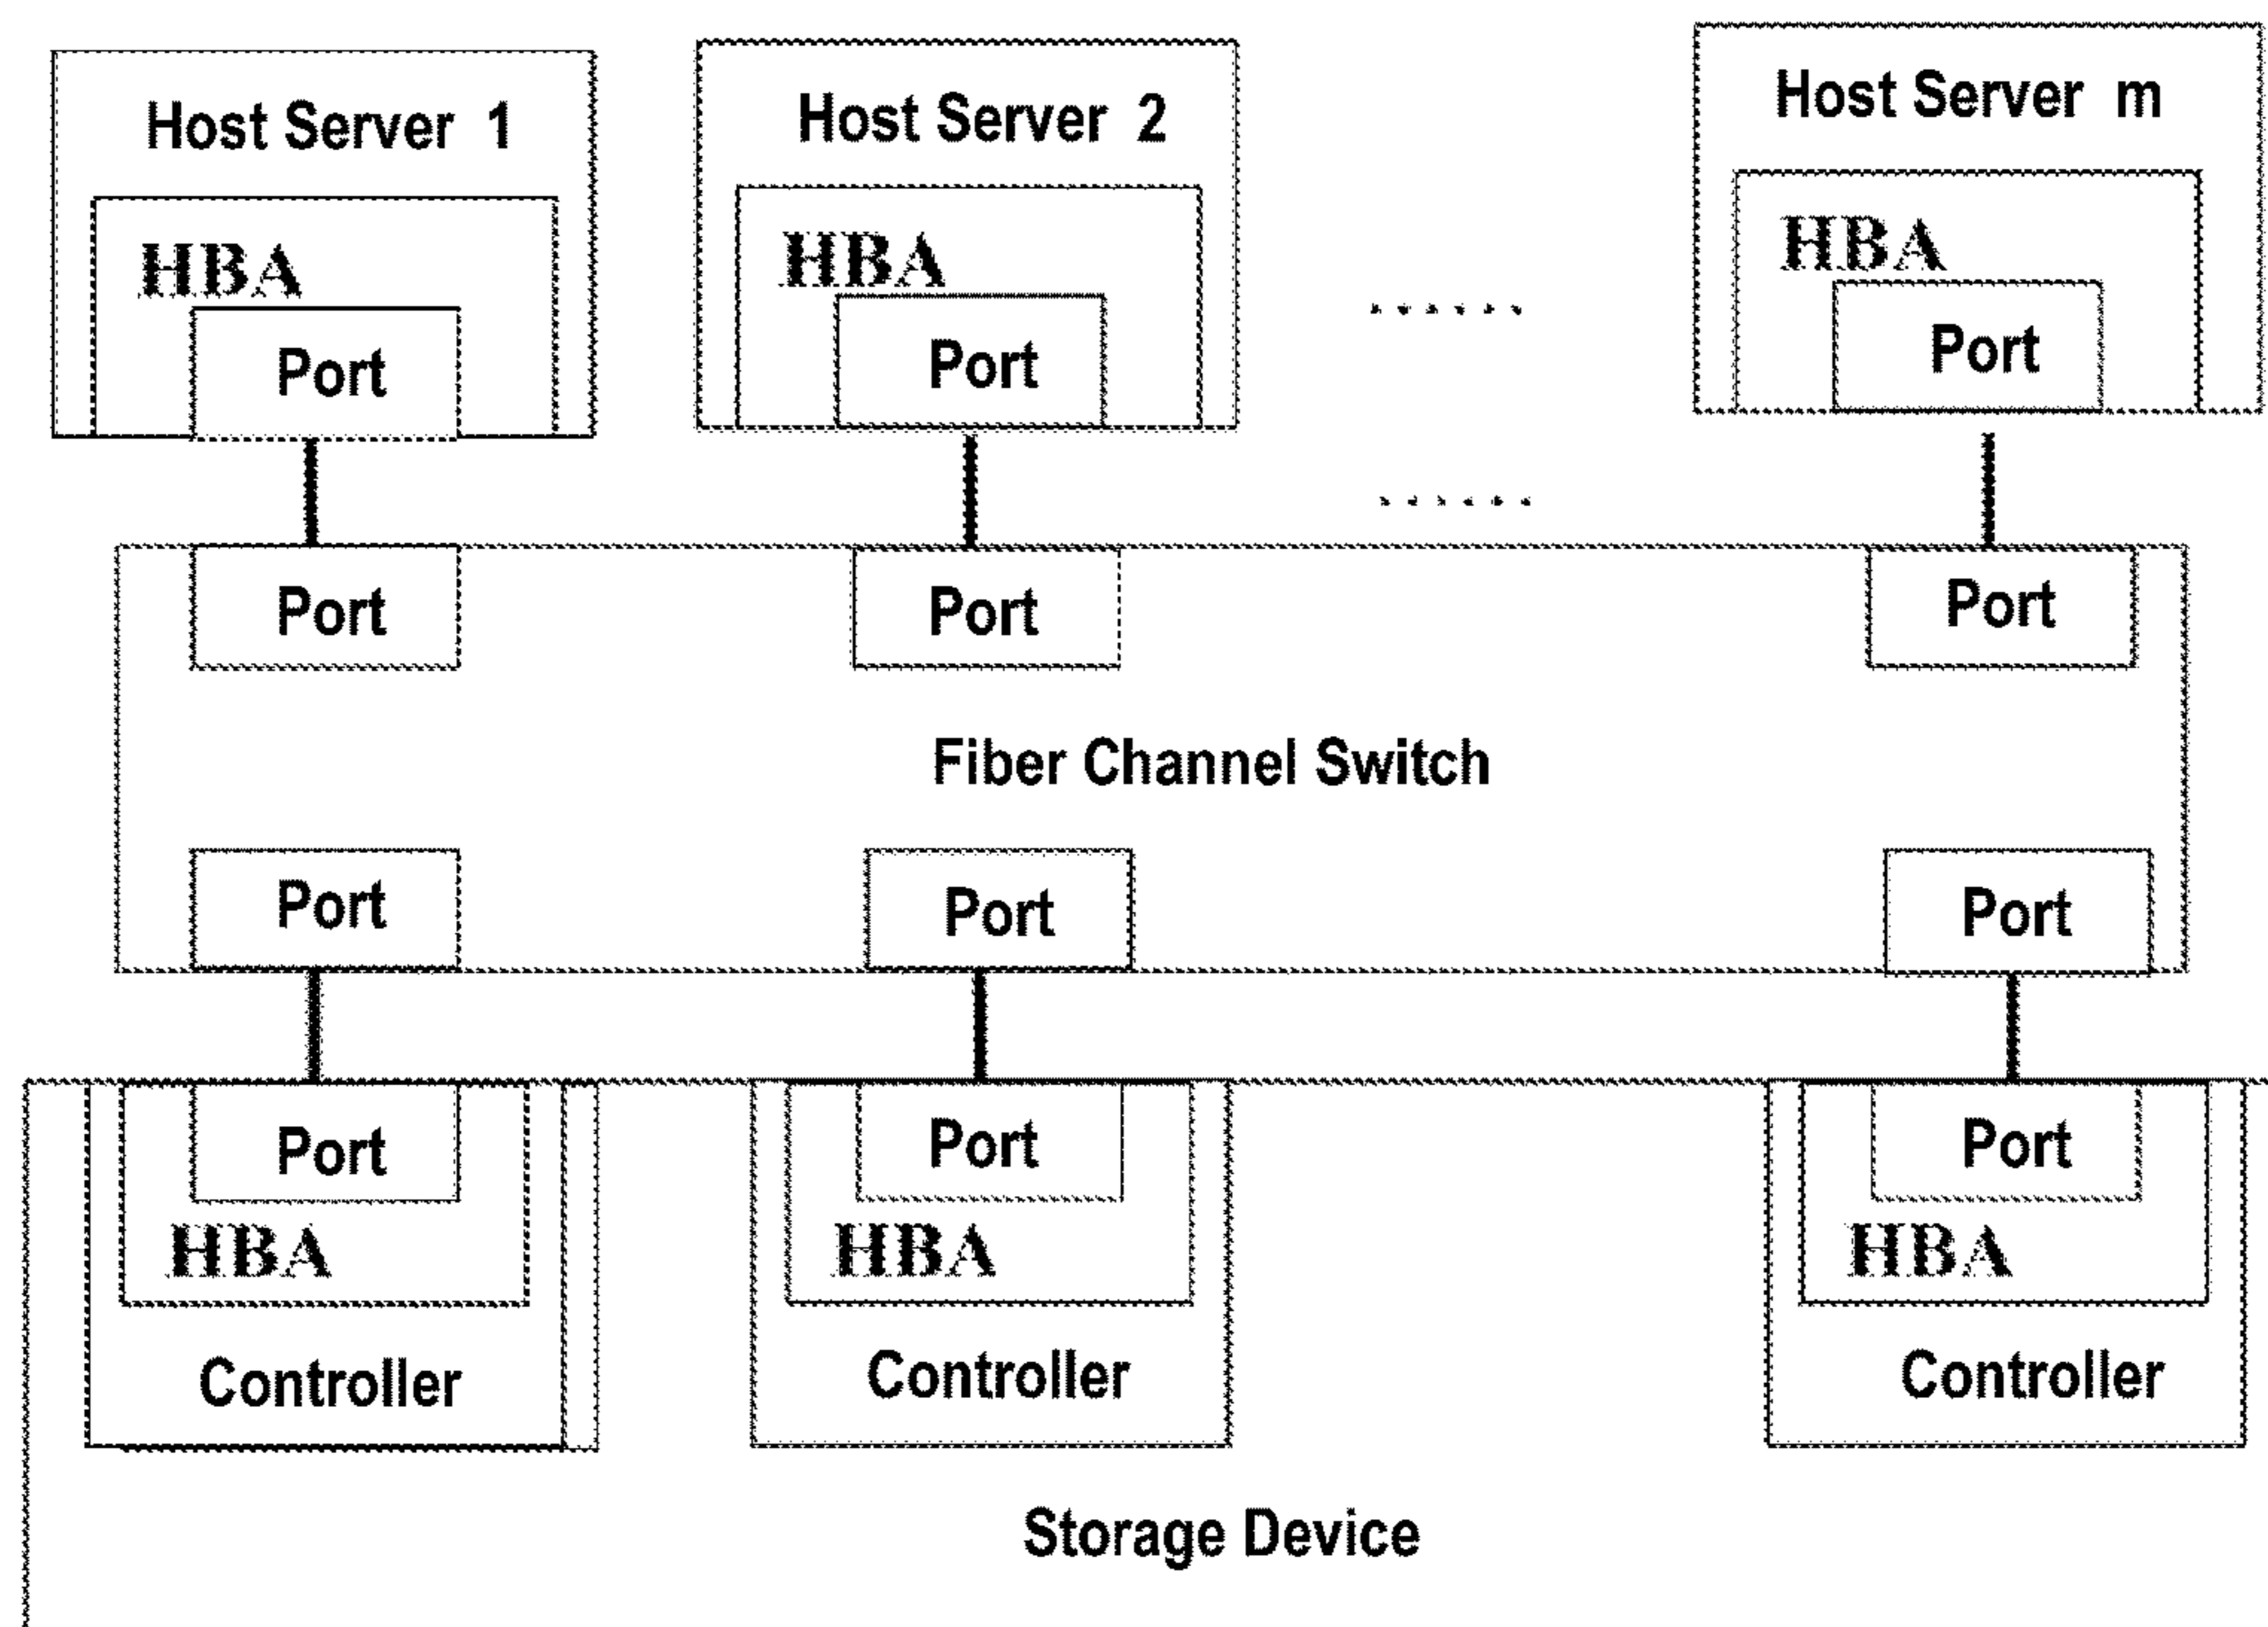 Host Server 1
Host Server 2
Host Server m
HBA
HBA
HBA
Port
Port
......
Port
......
Port
Port
Port
Fiber Channel Switch
Port
Port
Port
Port
Port
Port
HBA
HBA
HBA
Controller
Controller
Controller
Storage Device